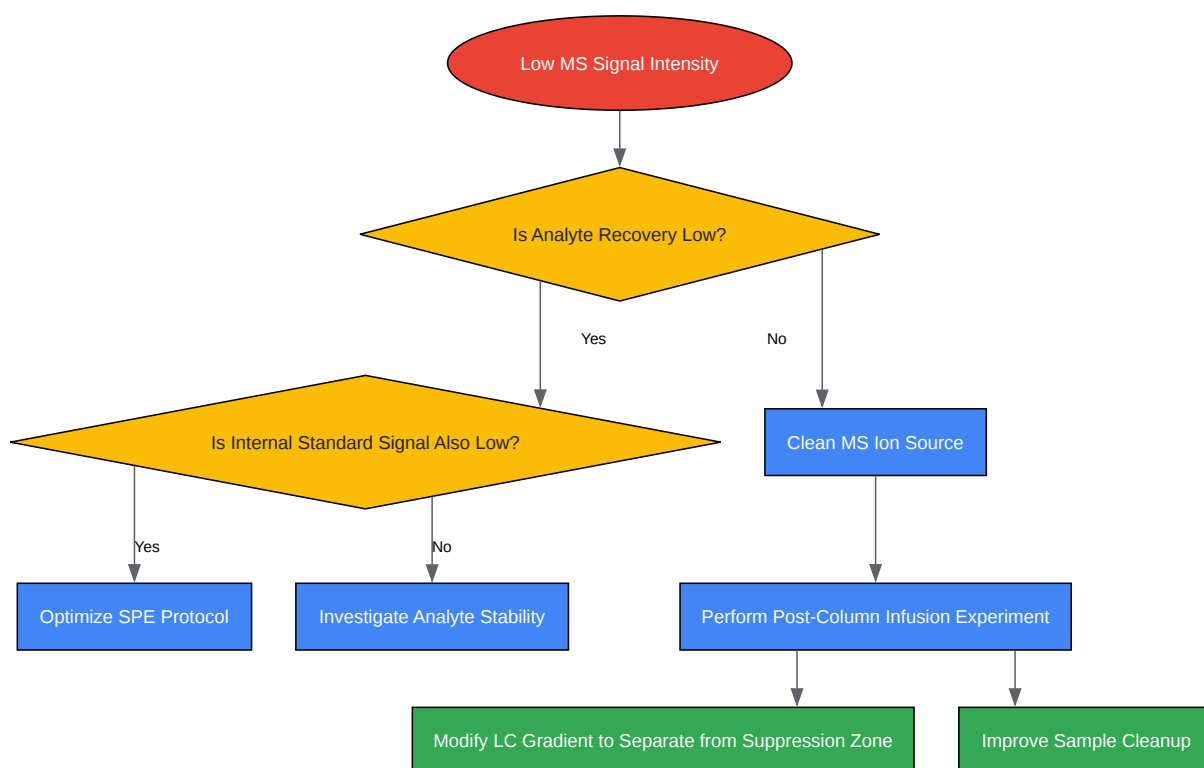 Low MS Signal Intensity
Is Analyte Recovery Low?
Yes
No
Is Internal Standard Signal Also Low?
Clean MS Ion Source
Yes
No
Optimize SPE Protocol
Investigate Analyte Stability
Perform Post-Column Infusion Experiment
Modify LC Gradient to Separate from Suppression Zone
Improve Sample Cleanup